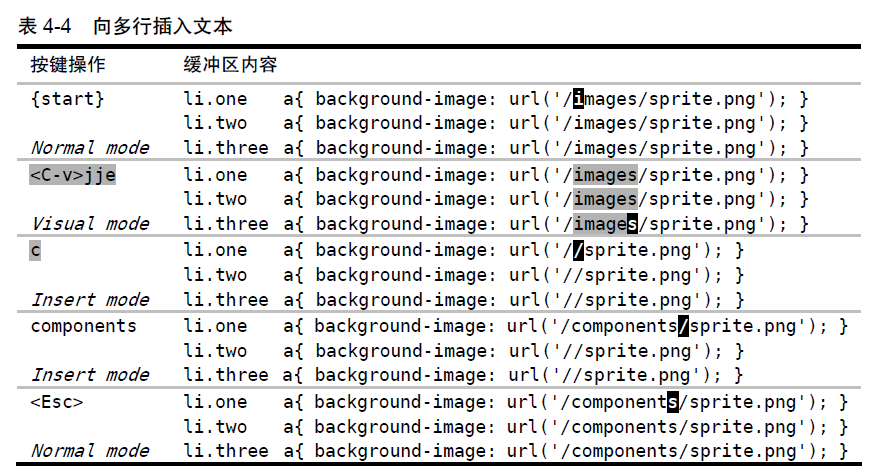 表 4-4 向多行插入文本
按键操作 缓冲区内容
{start} li.one a{ background-image: url('/images/sprite.png'); }
li.two a{ background-image: url('/images/sprite.png'); }
Normal mode li.three a{ background-image: url('/images/sprite.png'); }
<C-v>jje li.one a{ background-image: url('/images/sprite.png'); }
li.two a{ background-image: url('/images/sprite.png'); }
Visual mode li.three a{ background-image: url('/images/sprite.png'); }
c li.one a{ background-image: url('//sprite.png'); }
li.two a{ background-image: url('//sprite.png'); }
Insert mode li.three a{ background-image: url('//sprite.png'); }
components li.one a{ background-image: url('/components/sprite.png'); }
li.two a{ background-image: url('//sprite.png'); }
Insert mode li.three a{ background-image: url('//sprite.png'); }
<Esc> li.one a{ background-image: url('/components/sprite.png'); }
li.two a{ background-image: url('/components/sprite.png'); }
Normal mode li.three a{ background-image: url('/components/sprite.png'); }